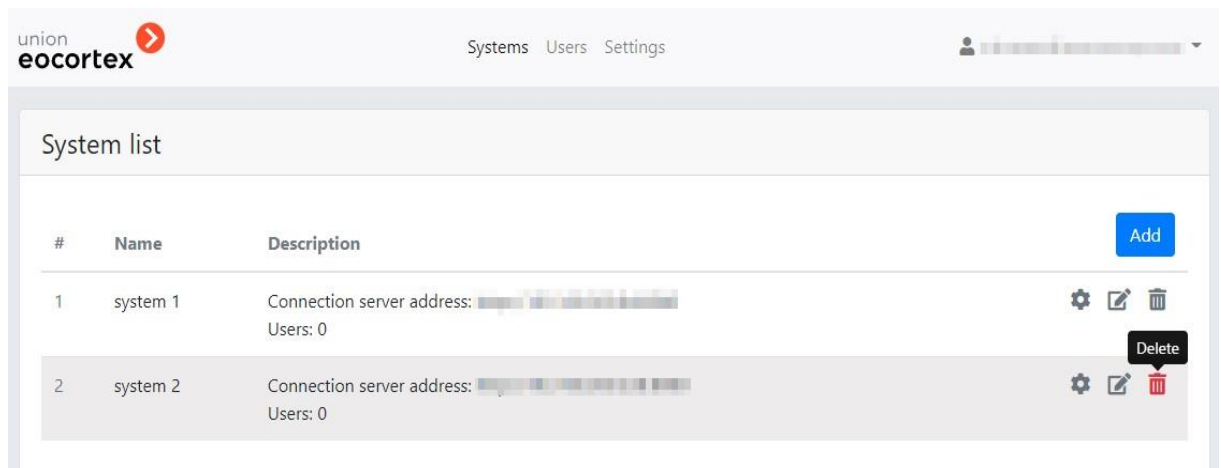 union
eocortex
Systems Users Settings
System list
# Name Description Add
1 system 1 Connection server address:
Users: 0
Delete
2 system 2 Connection server address:
Users: 0